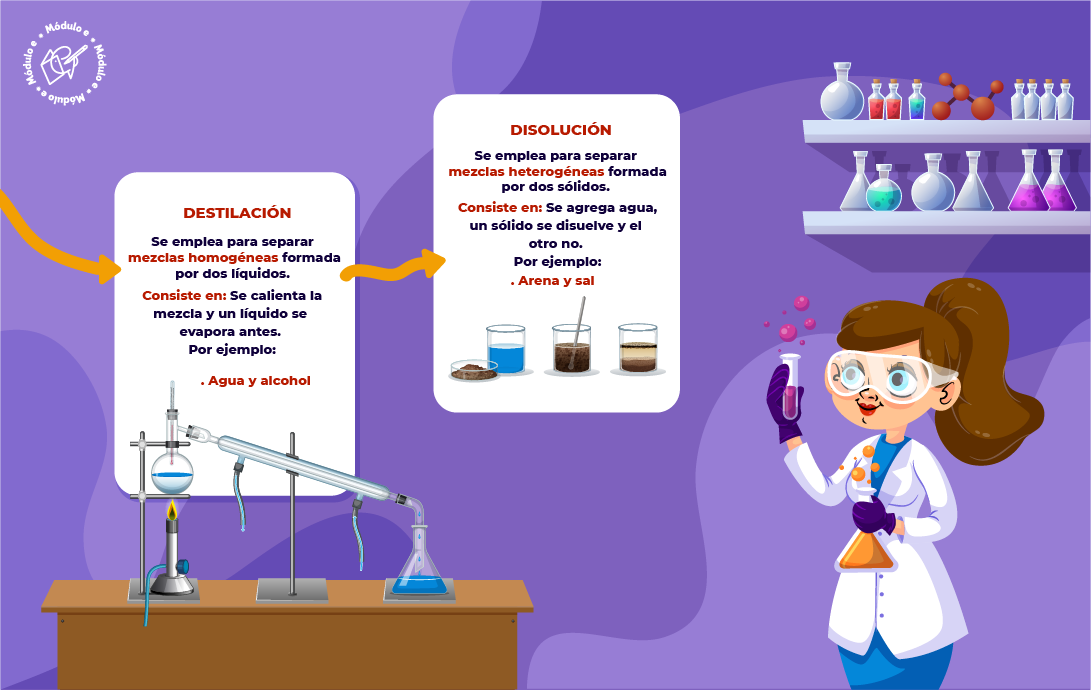 Módulo e • Módulo e • Módulo e • Módulo e •
DESTILACIÓN
Se emplea para separar
mezclas homogéneas formada
por dos líquidos.
Consiste en: Se calienta la
mezcla y un líquido se
evapora antes.
Por ejemplo:
. Agua y alcohol
DISOLUCIÓN
Se emplea para separar
mezclas heterogéneas formada
por dos sólidos.
Consiste en: Se agrega agua,
un sólido se disuelve y el
otro no.
Por ejemplo:
. Arena y sal